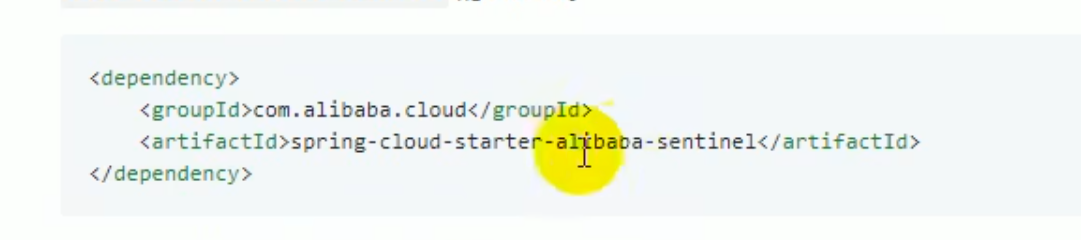 <dependency>
    <groupId>com.alibaba.cloud</groupId>
    <artifactId>spring-cloud-starter-alibaba-sentinel</artifactId>
</dependency>